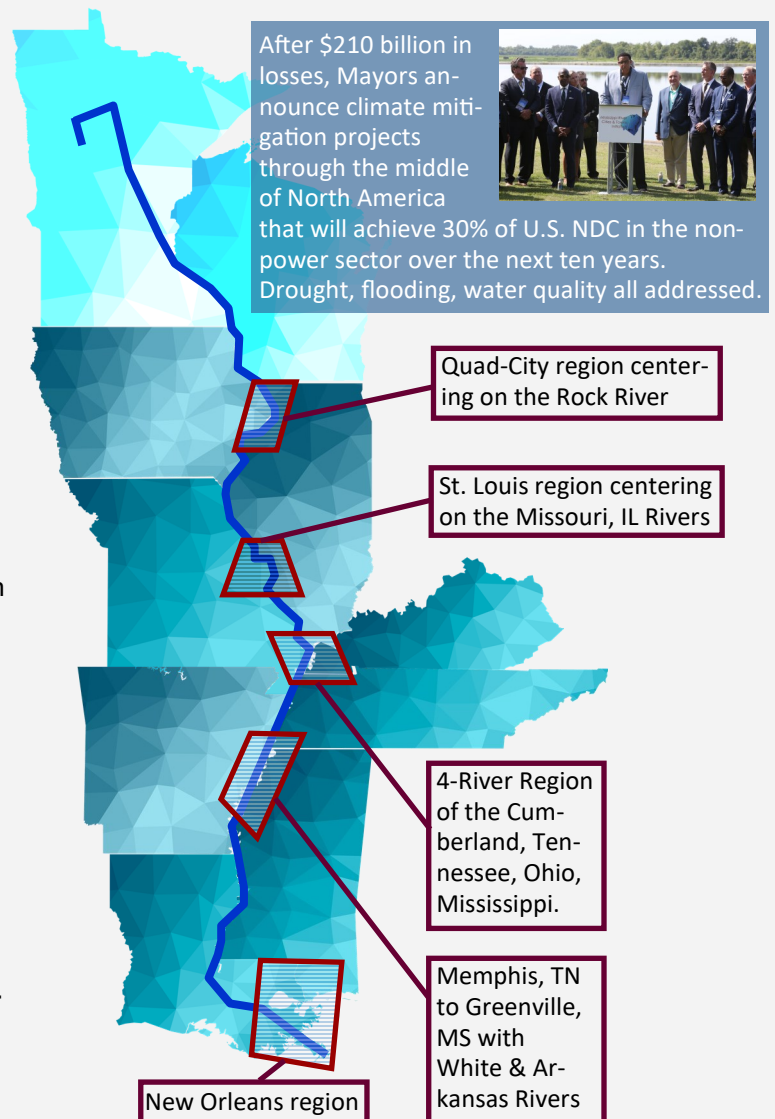 After $210 billion in
losses, Mayors an-
nounce climate miti-
gation projects
through the middle
of North America
that will achieve 30% of U.S. NDC in the non-
power sector over the next ten years.
Drought, flooding, water quality all addressed.
Quad-City region center-
ing on the Rock River
St. Louis region centering
on the Missouri, IL Rivers
4-River Region
of the Cum-
berland, Ten-
nessee, Ohio,
Mississippi.
Memphis, TN
to Greenville,
MS with
White & Ar-
kansas Rivers
New Orleans region